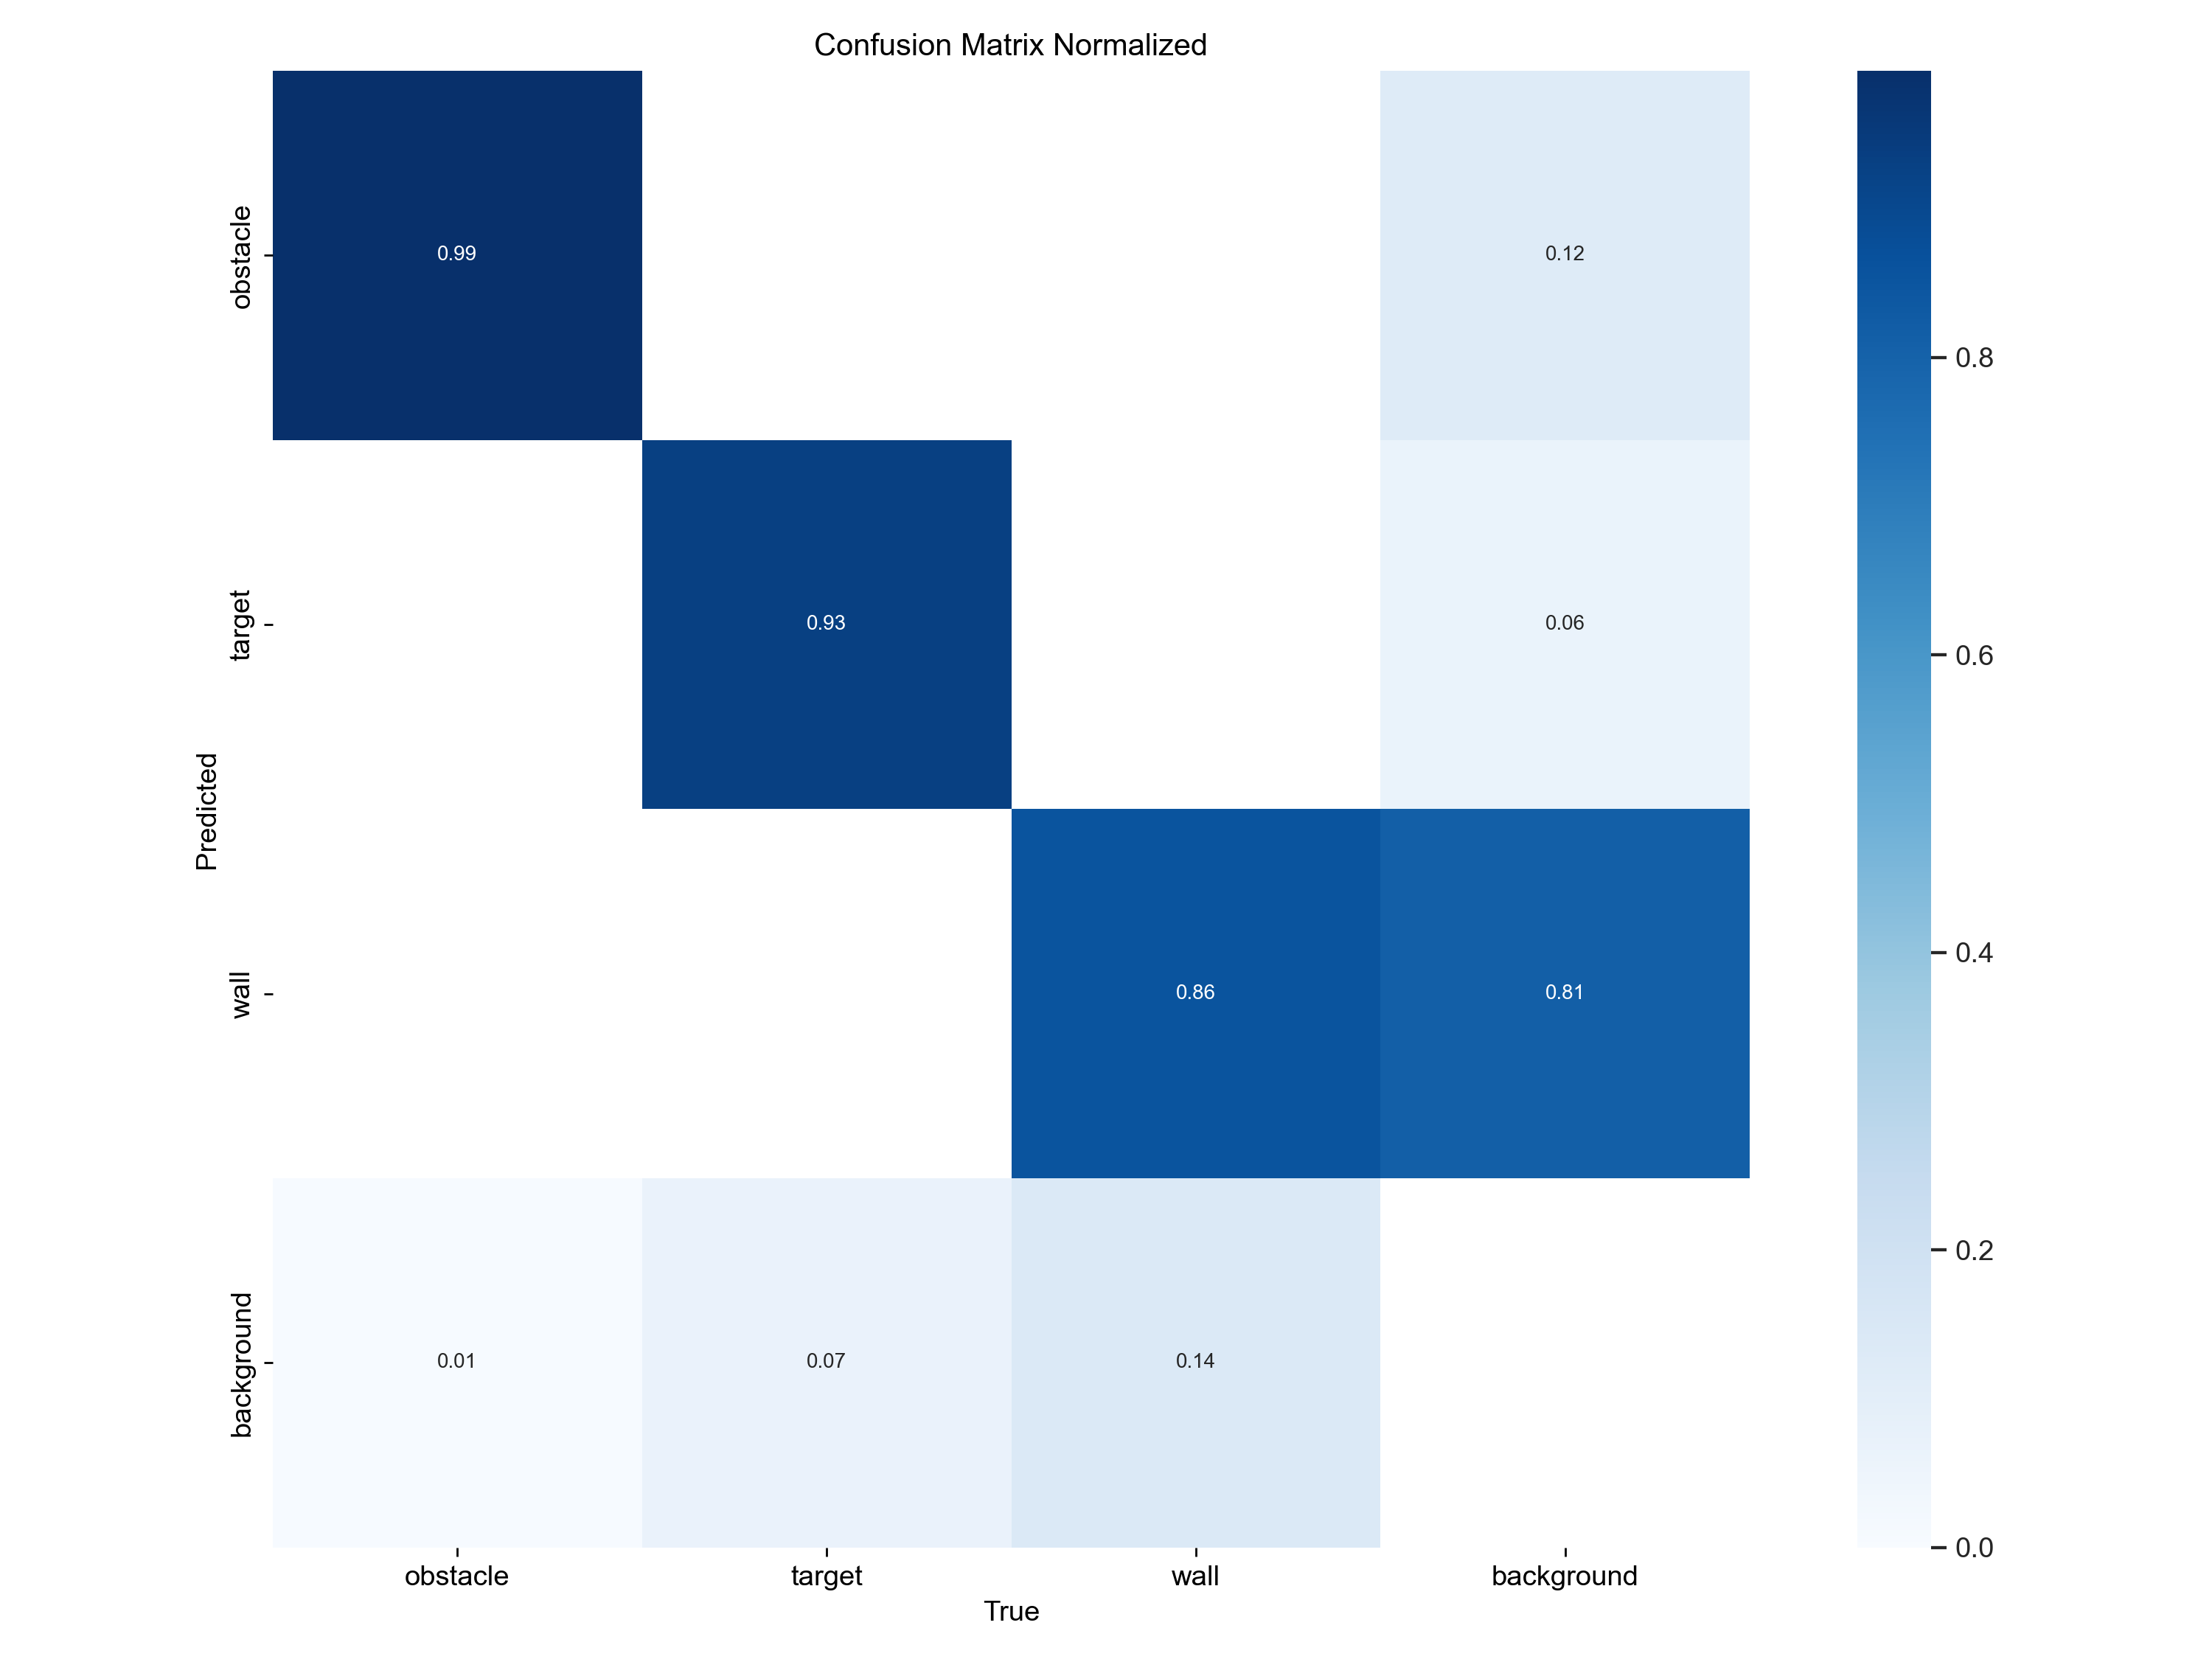 Confusion Matrix Normalized
obstacle
target
wall
background
Predicted
0.99
0.12
0.93
0.06
0.86
0.81
0.01
0.07
0.14
obstacle
target
wall
background
True
0.8
0.6
0.4
0.2
0.0